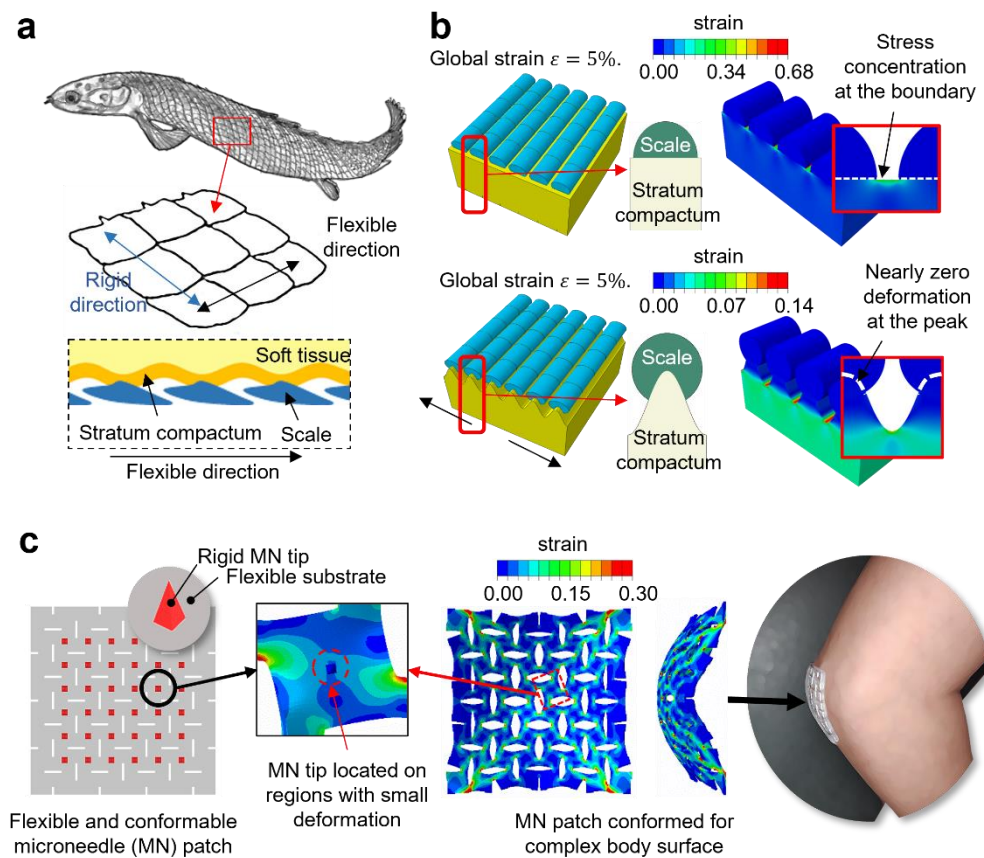 a
Flexible
direction
Rigid
direction
Soft tissue
Stratum compactum
Scale
Flexible direction
b
strain
0.00 0.34 0.68
Global strain ε = 5%.
Scale
Stratum
compactum
Stress
concentration
at the boundary
strain
0.00 0.07 0.14
Global strain ε = 5%.
Scale
Stratum
compactum
Nearly zero
deformation
at the peak
c
Rigid MN tip
Flexible substrate
strain
0.00 0.15 0.30
MN tip located on
regions with small
deformation
Flexible and conformable
microneedle (MN) patch
MN patch conformed for
complex body surface